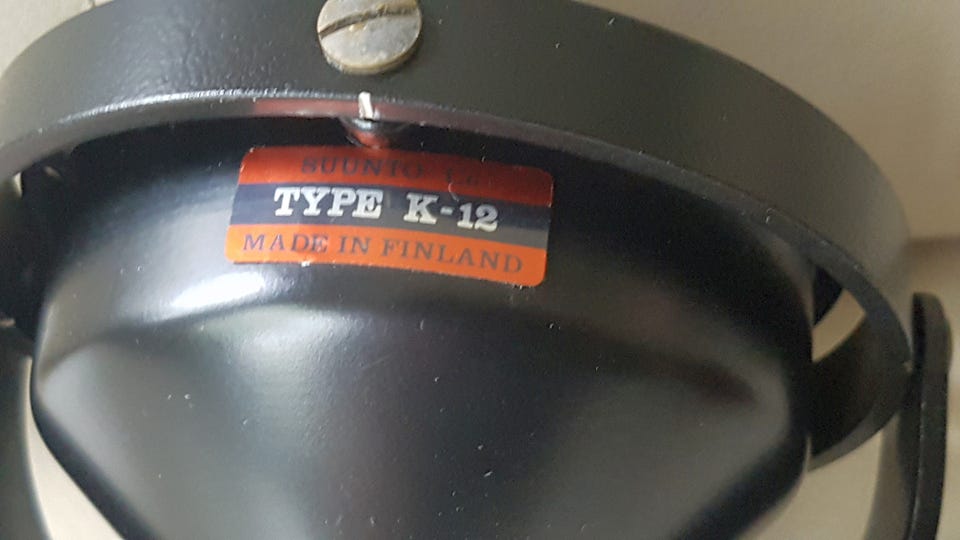 SUUNTO
TYPE K-12
MADE IN FINLAND